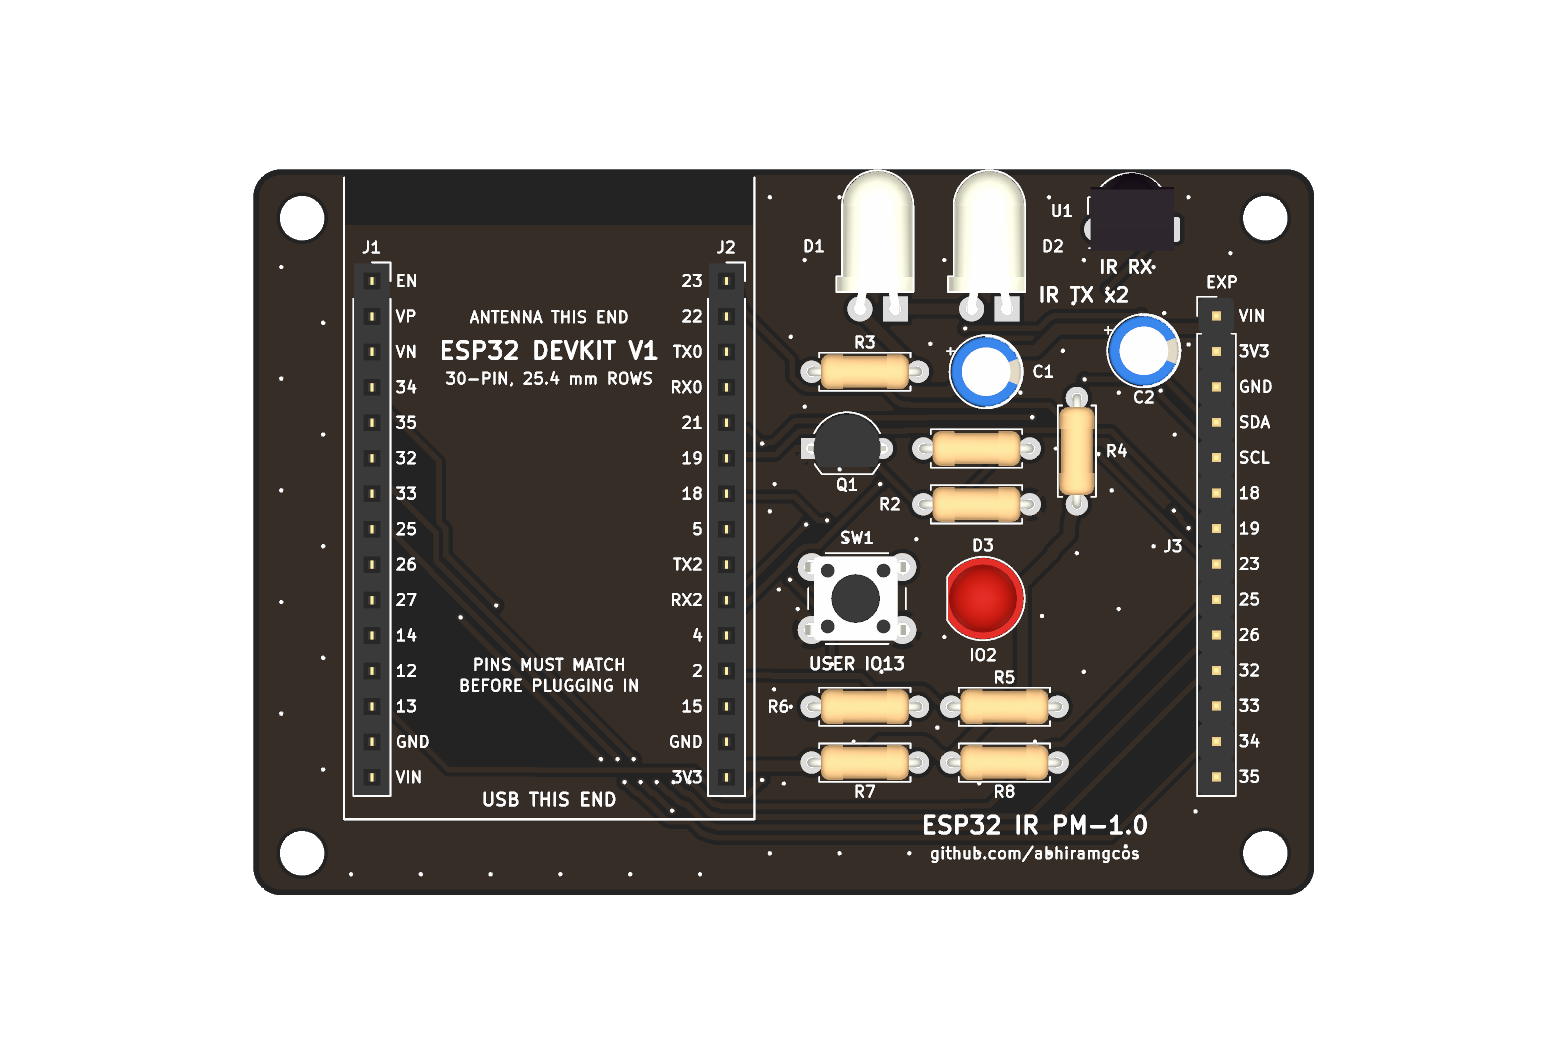 J1
J2
EN
VP
VN
34
35
32
33
25
26
27
14
12
13
GND
VIN
ANTENNA THIS END
ESP32 DEVKIT V1
30-PIN, 25.4 mm ROWS
PINS MUST MATCH
BEFORE PLUGGING IN
USB THIS END
23
22
TX0
RX0
21
19
18
5
TX2
RX2
4
2
15
GND
3V3
D1
D2
U1
IR RX
IR TX x2
R3
C1
C2
R4
Q1
R2
SW1
D3
USER IO13
IO2
R6
R5
R7
R8
EXP
J3
VIN
3V3
GND
SDA
SCL
18
19
23
25
26
32
33
34
35
ESP32 IR PM-1.0
github.com/abhiramgcos